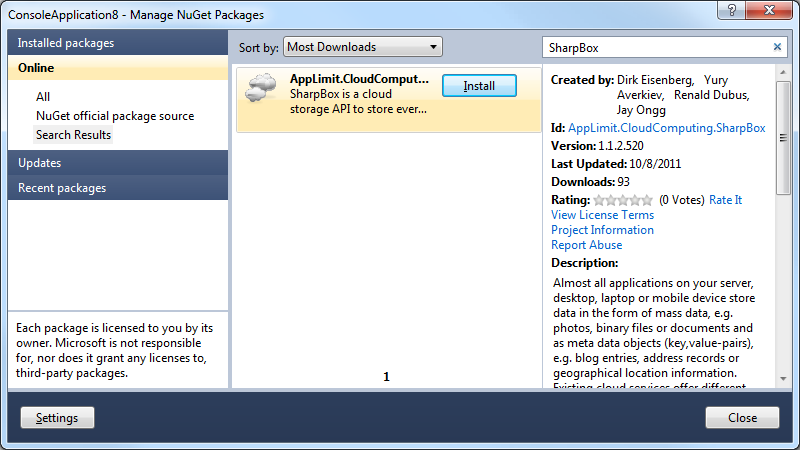 ConsoleApplication8 - Manage NuGet Packages
Installed packages
Online
All
NuGet official package source
Search Results
Updates
Recent packages
Each package is licensed to you by its
owner. Microsoft is not responsible
for, nor does it grant any licenses to,
third-party packages.
Sort by: Most Downloads
AppLimit.CloudComput...
Install
SharpBox is a cloud
storage API to store ever...
1
SharpBox
Created by: Dirk Eisenberg, Yury
Averkiev, Renald Dubus,
Jay Ongg
Id: AppLimit.CloudComputing.SharpBox
Version: 1.1.2.520
Last Updated: 10/8/2011
Downloads: 93
Rating: (0 Votes) Rate It
View License Terms
Project Information
Report Abuse
Description:
Almost all applications on your server,
desktop, laptop or mobile device store
data in the form of mass data, e.g.
photos, binary files or documents and
as meta data objects (key,value-pairs),
e.g. blog entries, address records or
geographical location information.
Existing cloud services offer different
Settings
Close